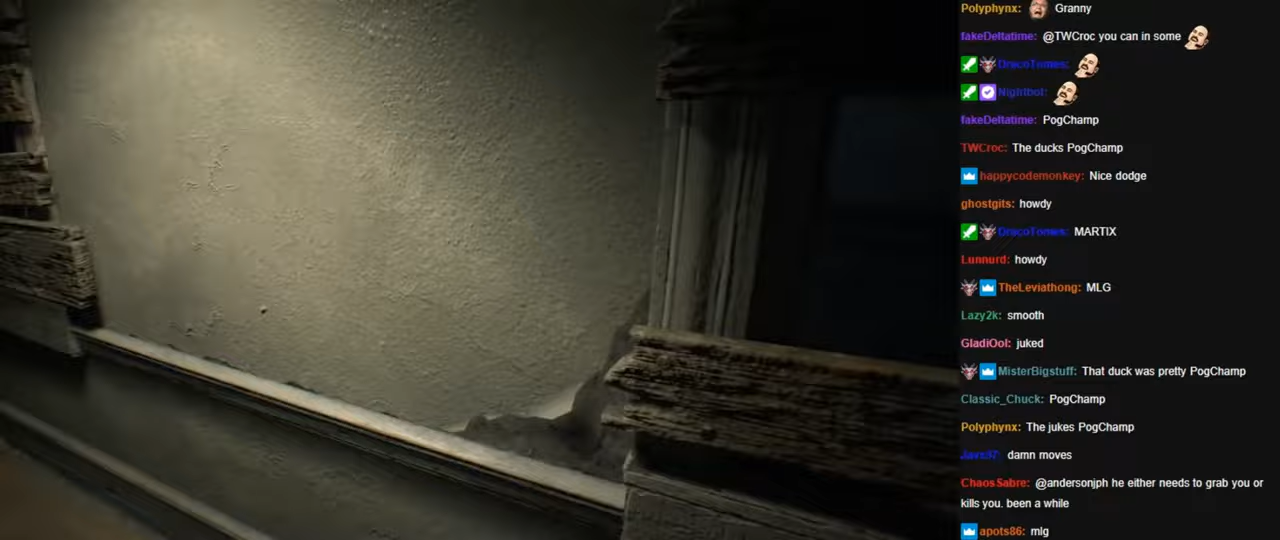 Polyphynx: Granny
fakeDeltatime: @TWCroc you can in some
DracoTomes:
Nightbot:
fakeDeltatime: PogChamp
TWCroc: The ducks PogChamp
happycodemonkey: Nice dodge
ghostgits: howdy
DracoTomes: MARTIX
Lunnurd: howdy
TheLeviathong: MLG
Lazy2k: smooth
GladiOol: juked
MisterBigstuff: That duck was pretty PogChamp
Classic_Chuck: PogChamp
Polyphynx: The jukes PogChamp
damn moves
ChaosSabre: @andersonjph he either needs to grab you or
kills you. been a while
apots86: mlg